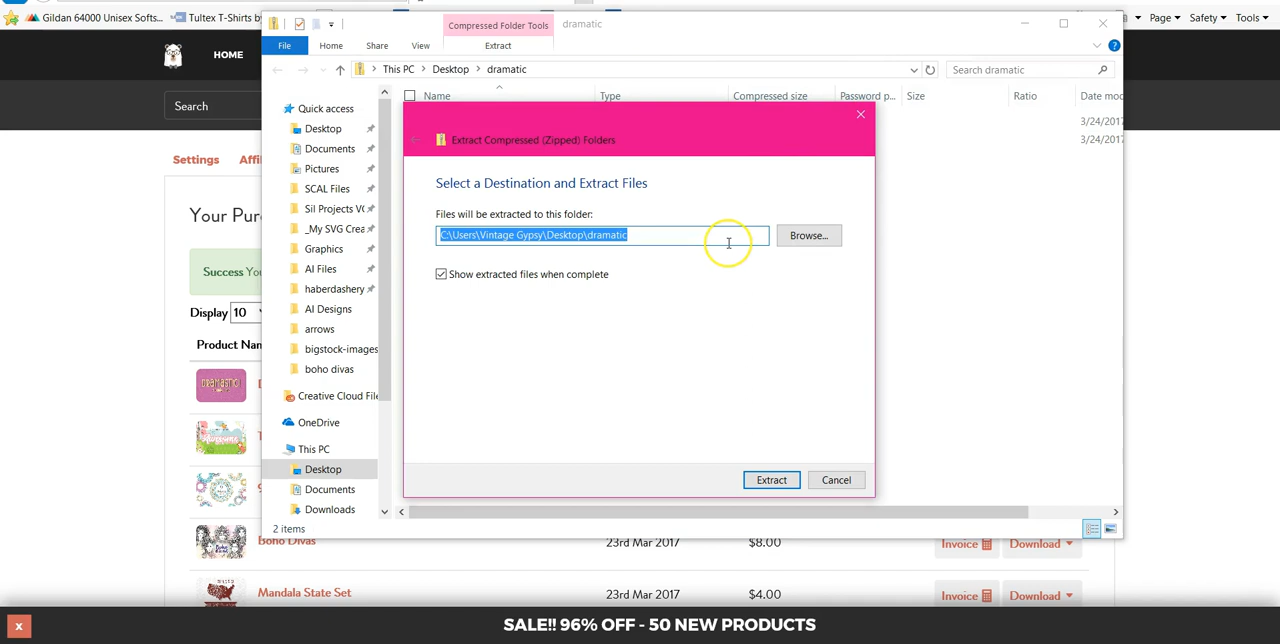 Gildan 64000 Unisex Softs...
Tultex T-Shirts by
Page
Safety
Tools
HOME
Search
Settings
Affi
Your Pur
Success You
Display 10
Product Nam
Compressed Folder Tools
dramatic
File
Home
Share
View
Extract
This PC > Desktop > dramatic
Search dramatic
Name
Type
Compressed size
Password p...
Size
Ratio
Date mod
3/24/2017
3/24/2017
Quick access
Desktop
Documents
Pictures
SCAL Files
_My SVG Crea
Graphics
AI Files
haberdashery
AI Designs
arrows
bigstock-images
boho divas
Creative Cloud File
OneDrive
This PC
Desktop
Documents
Downloads
2 items
Extract Compressed (Zipped) Folders
Select a Destination and Extract Files
Files will be extracted to this folder:
C:\Users\Vintage Gypsy\Desktop\dramatic
Browse...
Show extracted files when complete
Extract
Cancel
Boho Divas
23rd Mar 2017
$8.00
Invoice
Download
Mandala State Set
23rd Mar 2017
$4.00
Invoice
Download
x
SALE!! 96% OFF - 50 NEW PRODUCTS